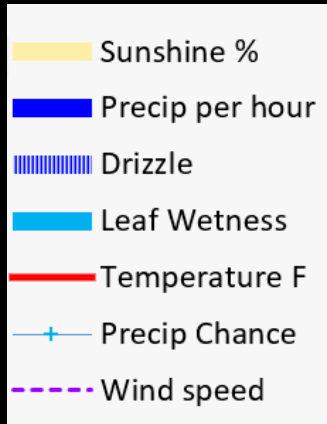 Sunshine %
Precip per hour
Drizzle
Leaf Wetness
Temperature F
Precip Chance
Wind speed